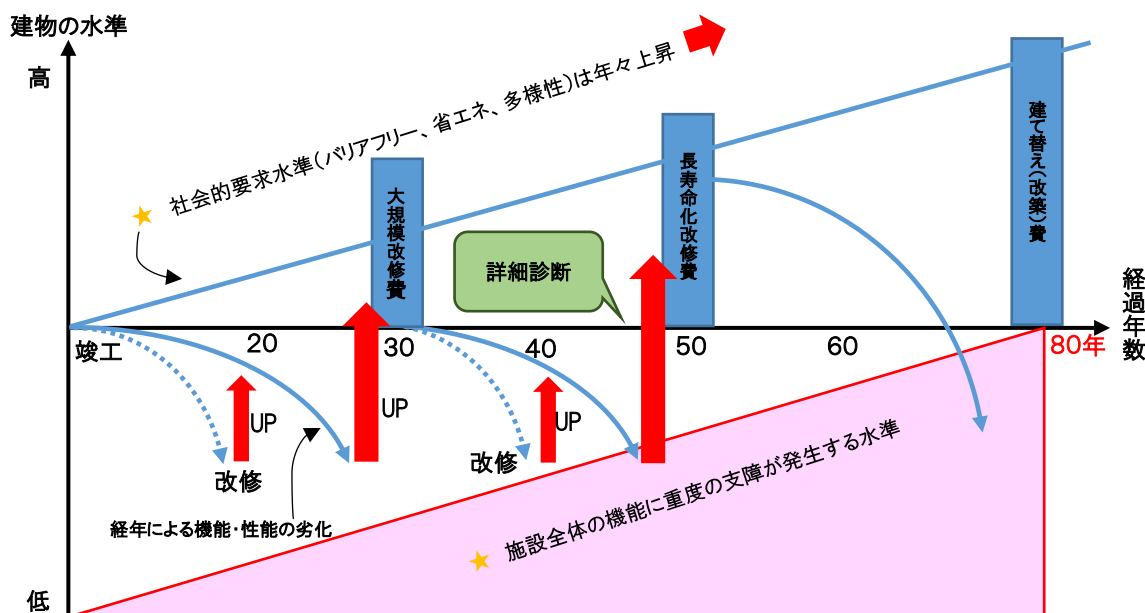 建物の水準
高
社会的要求水準(バリアフリー、省エネ、多様性)は年々上昇
大規模改修費
詳細診断
長寿命化改修費
建て替え(改築)費
経過年数
竣工
20
30
40
50
60
80年
UP
UP
UP
改修
改修
経年による機能・性能の劣化
施設全体の機能に重度の支障が発生する水準
低